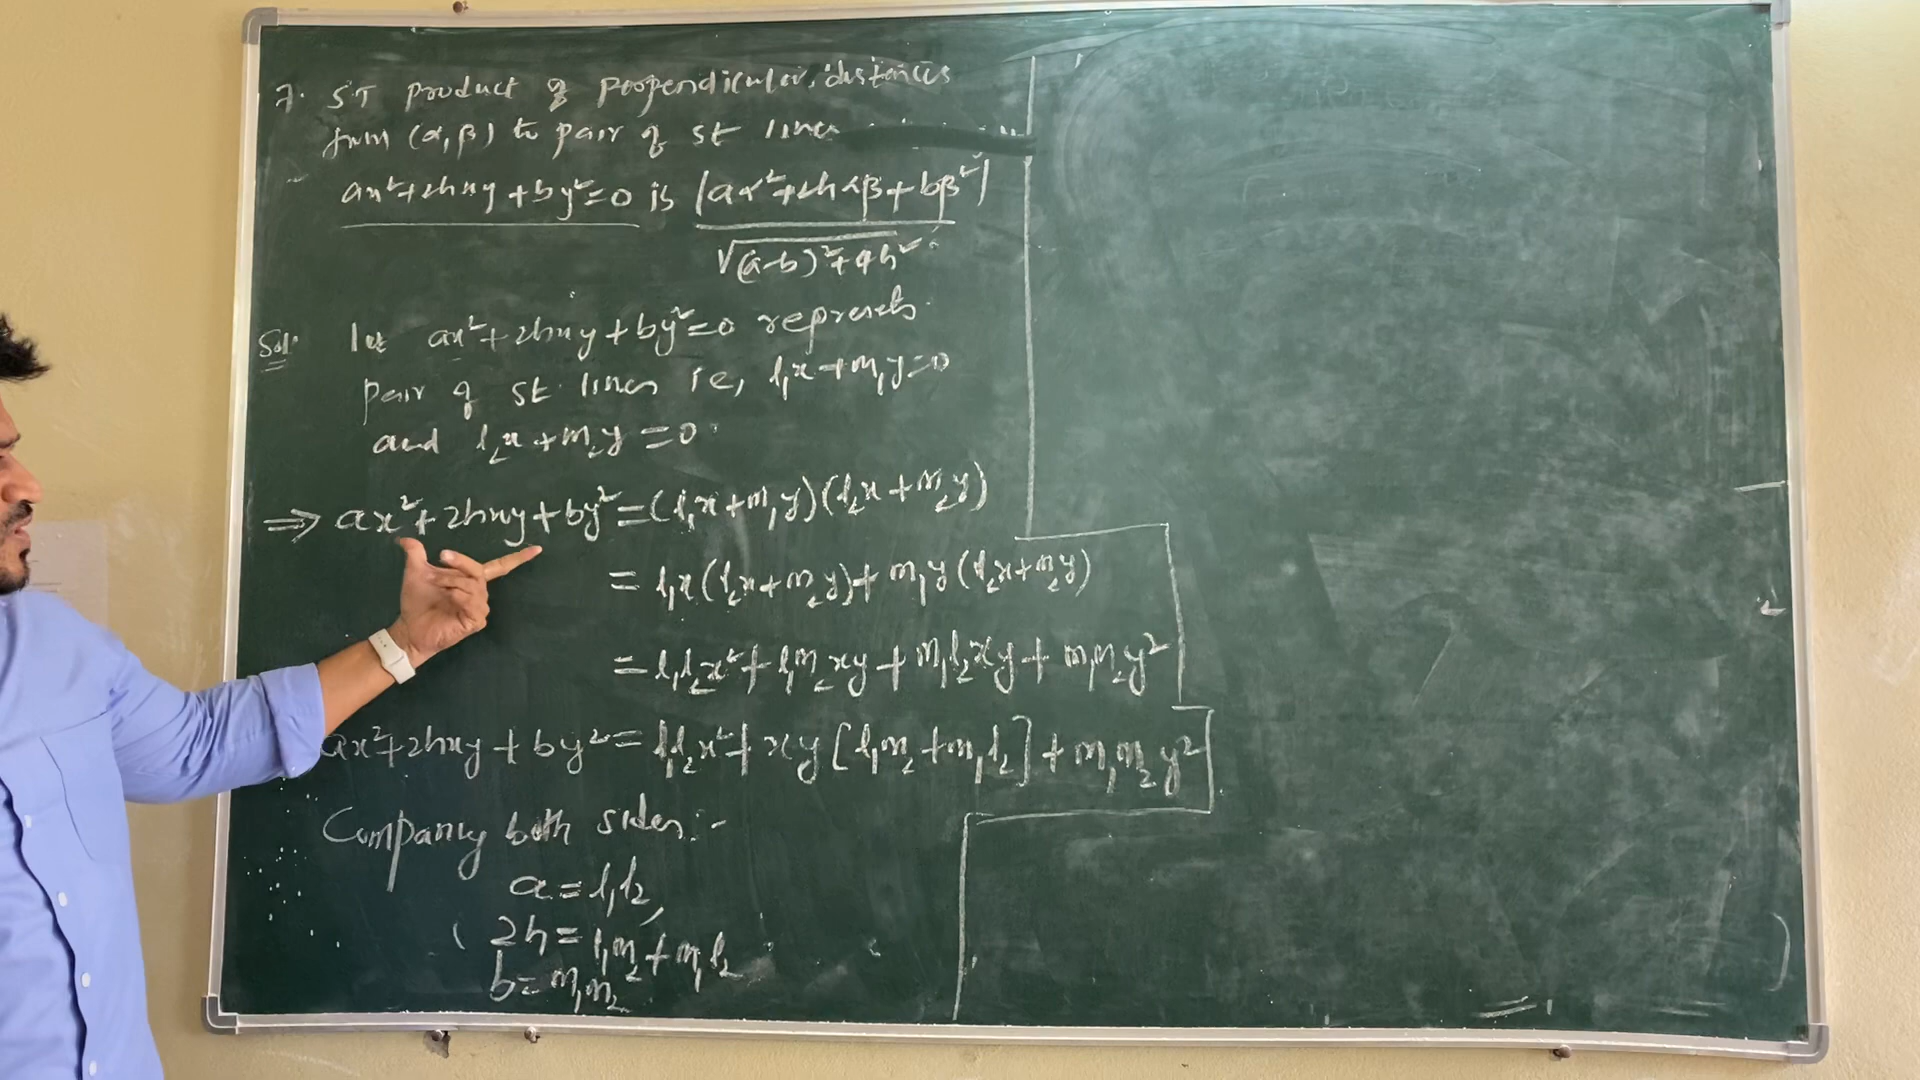 7. S.T product of perpendicular distances
from (α,β) to pair of st lines
ax²+2hxy+by²=0 is |aα²+2hαβ+bβ²|
√(a-b)²+4h²
Sol: let ax²+2hxy+by²=0 represents
pair of st. lines ie, l₁x+m₁y=0
and l₂x+m₂y=0
⇒ ax²+2hxy+by²=(l₁x+m₁y)(l₂x+m₂y)
= l₁x(l₂x+m₂y)+m₁y(l₂x+m₂y)
= l₁l₂x²+l₁m₂xy+m₁l₂xy+m₁m₂y²
ax²+2hxy+by²=l₁l₂x²+xy[l₁m₂+m₁l₂]+m₁m₂y²
Comparing both sides:-
a=l₁l₂,
2h=l₁m₂+m₁l₂
b=m₁m₂